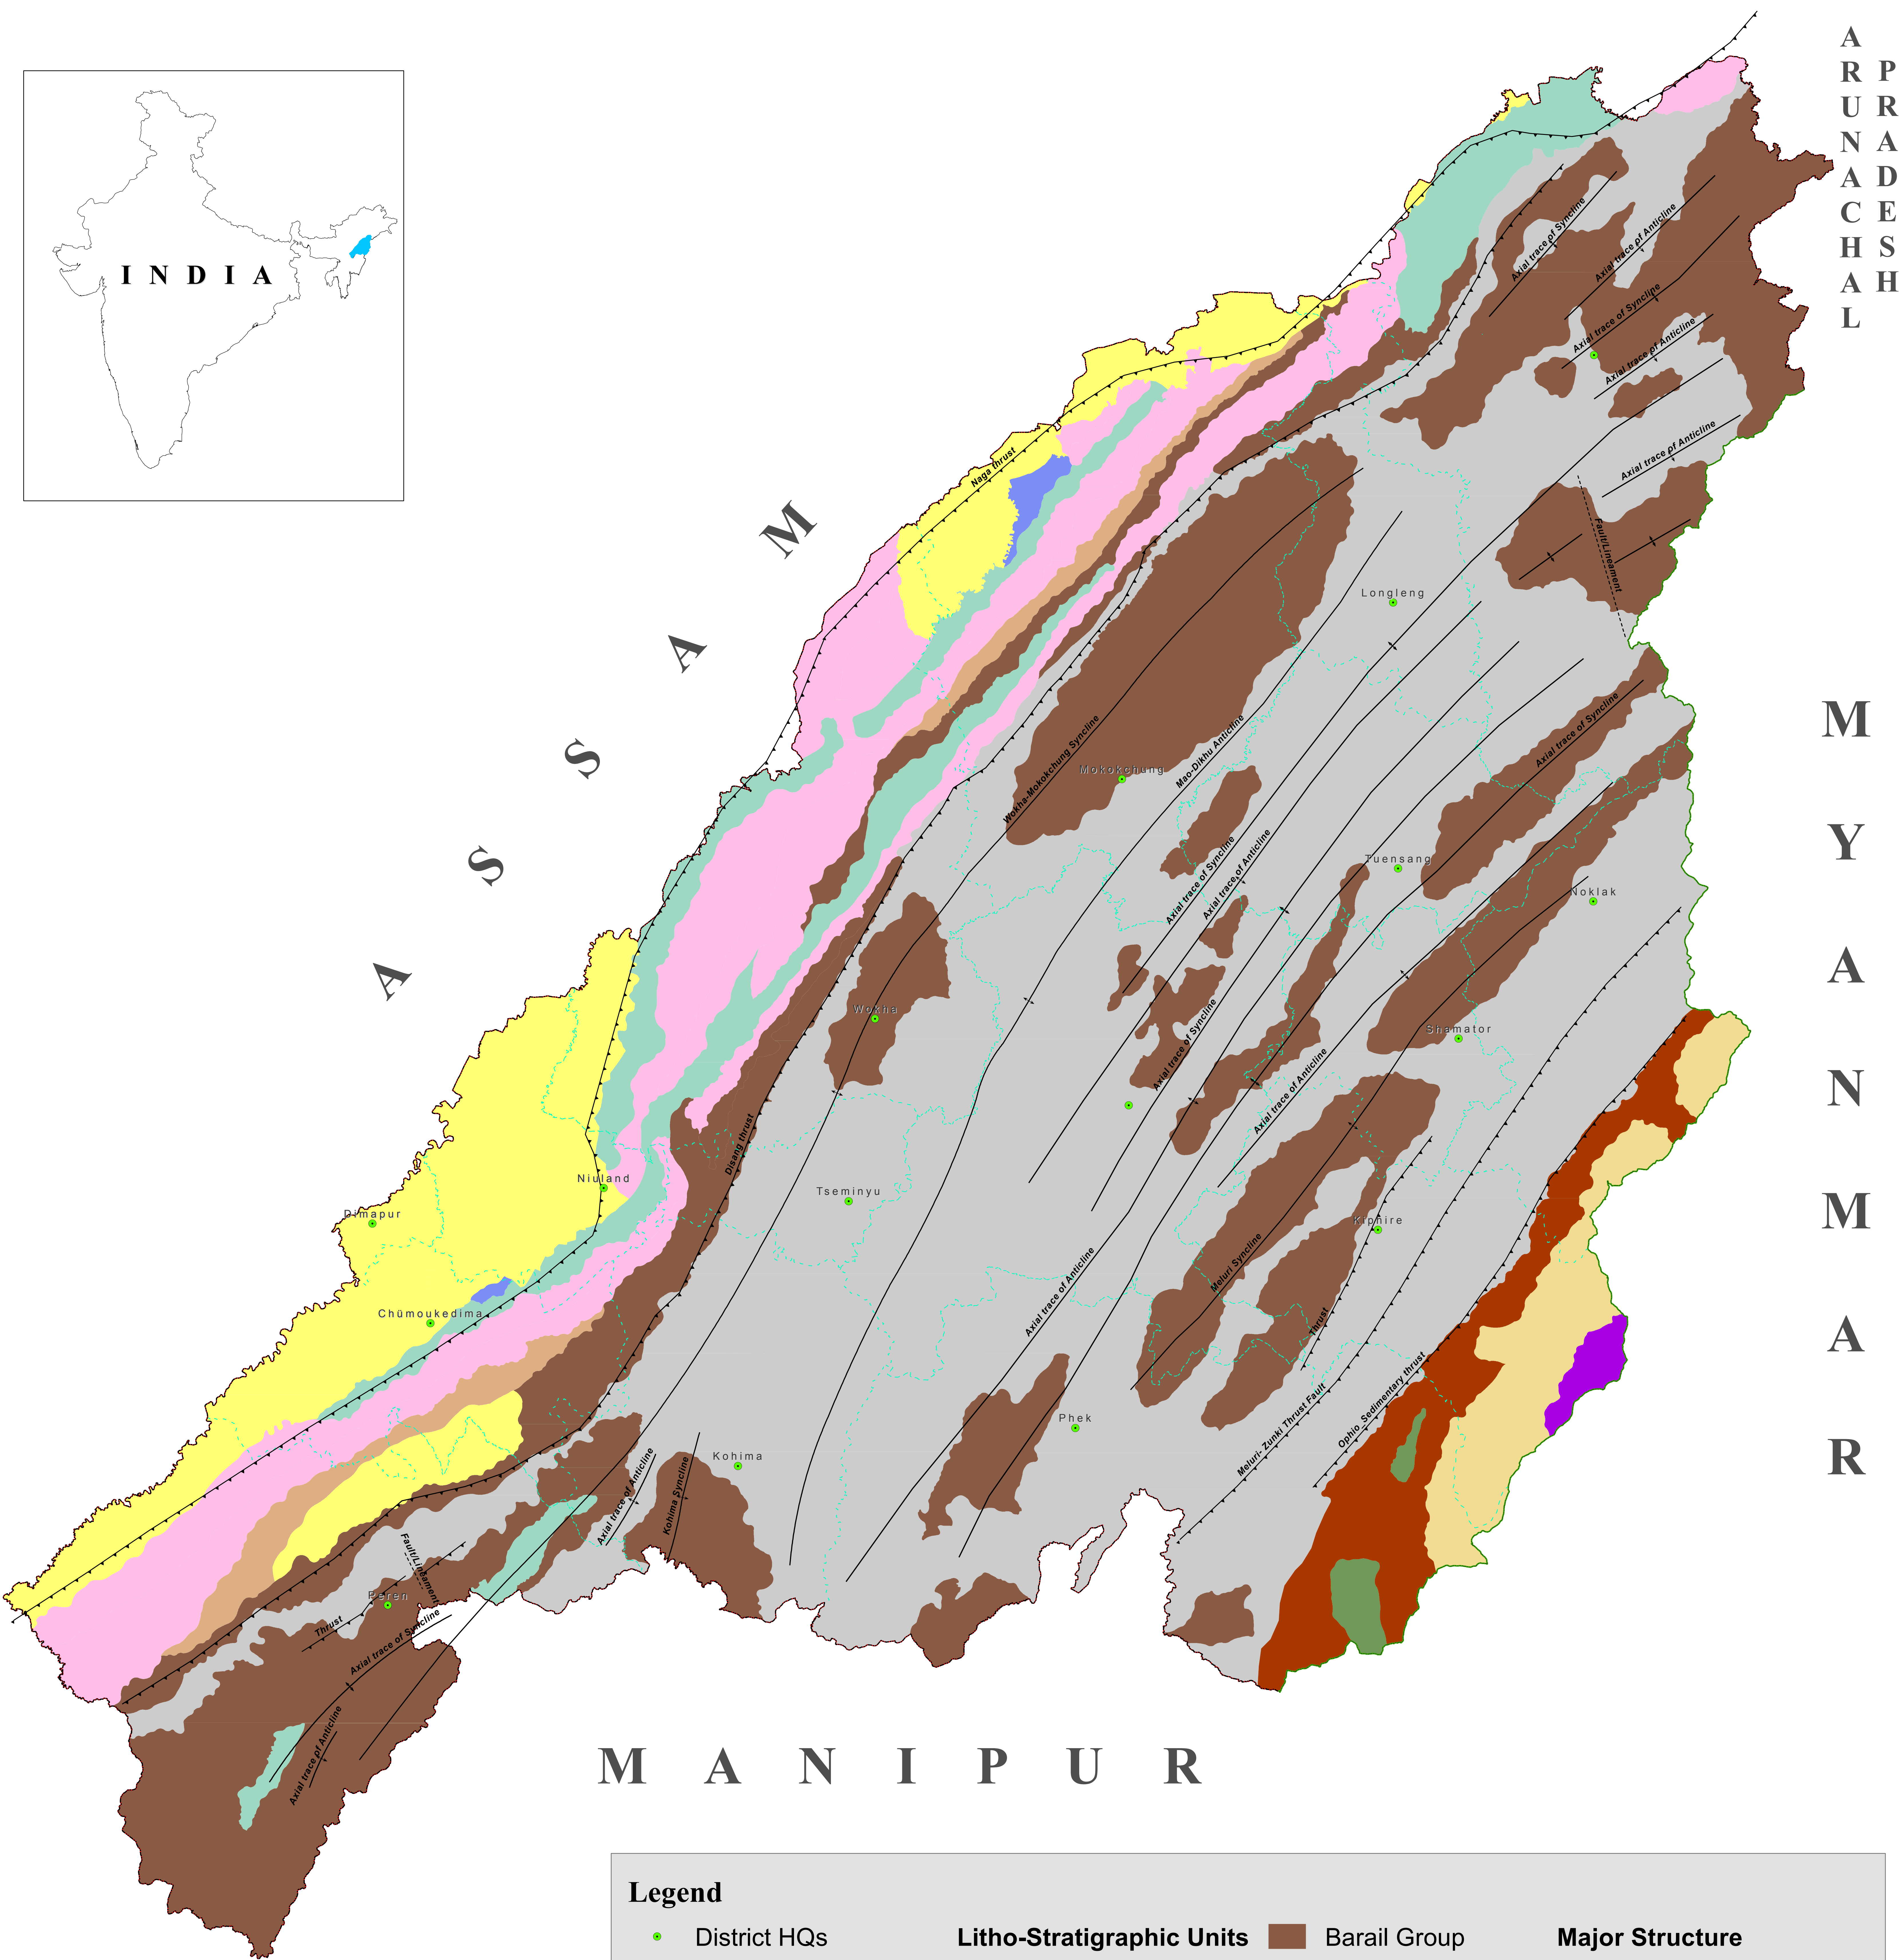 ARUNACHAL
PRADESH
INDIA
ASSAM
MYANMAR
MANIPUR
Axial trace of Syncline
Axial trace of Anticline
Axial trace of Syncline
Axial trace of Anticline
Axial trace of Anticline
Naga thrust
Fault/Lineament
Longleng
Axial trace of Syncline
Wokha-Mokokchung Syncline
Mao-Dikhu Anticline
Mokokchung
Axial trace of Syncline
Axial trace of Anticline
Tuensang
Noklak
Wokha
Shamator
Axial trace of Syncline
Axial trace of Anticline
Disang thrust
Niuland
Tseminyu
Dimapur
Kiphire
Meluri Syncline
Axial trace of Anticline
Chümoukedima
Thrust
Ophio_Sedimentary thrust
Meluri- Zunki Thrust Fault
Phek
Kohima
Kohima Syncline
Axial trace of Anticline
Fault/Lineament
Peren
Thrust
Axial trace of Syncline
Axial trace of Anticline
Legend
District HQs
Litho-Stratigraphic Units
Barail Group
Major Structure